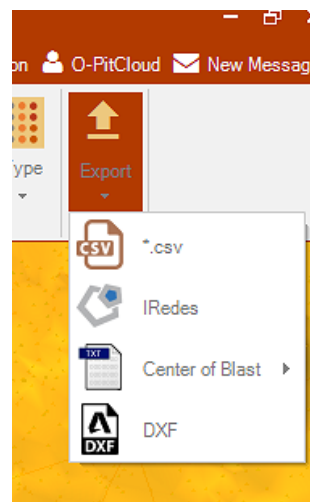 on O-PitCloud New Messag
ype
Export
CSV *.csv
IRedes
TXT Center of Blast
DXF DXF